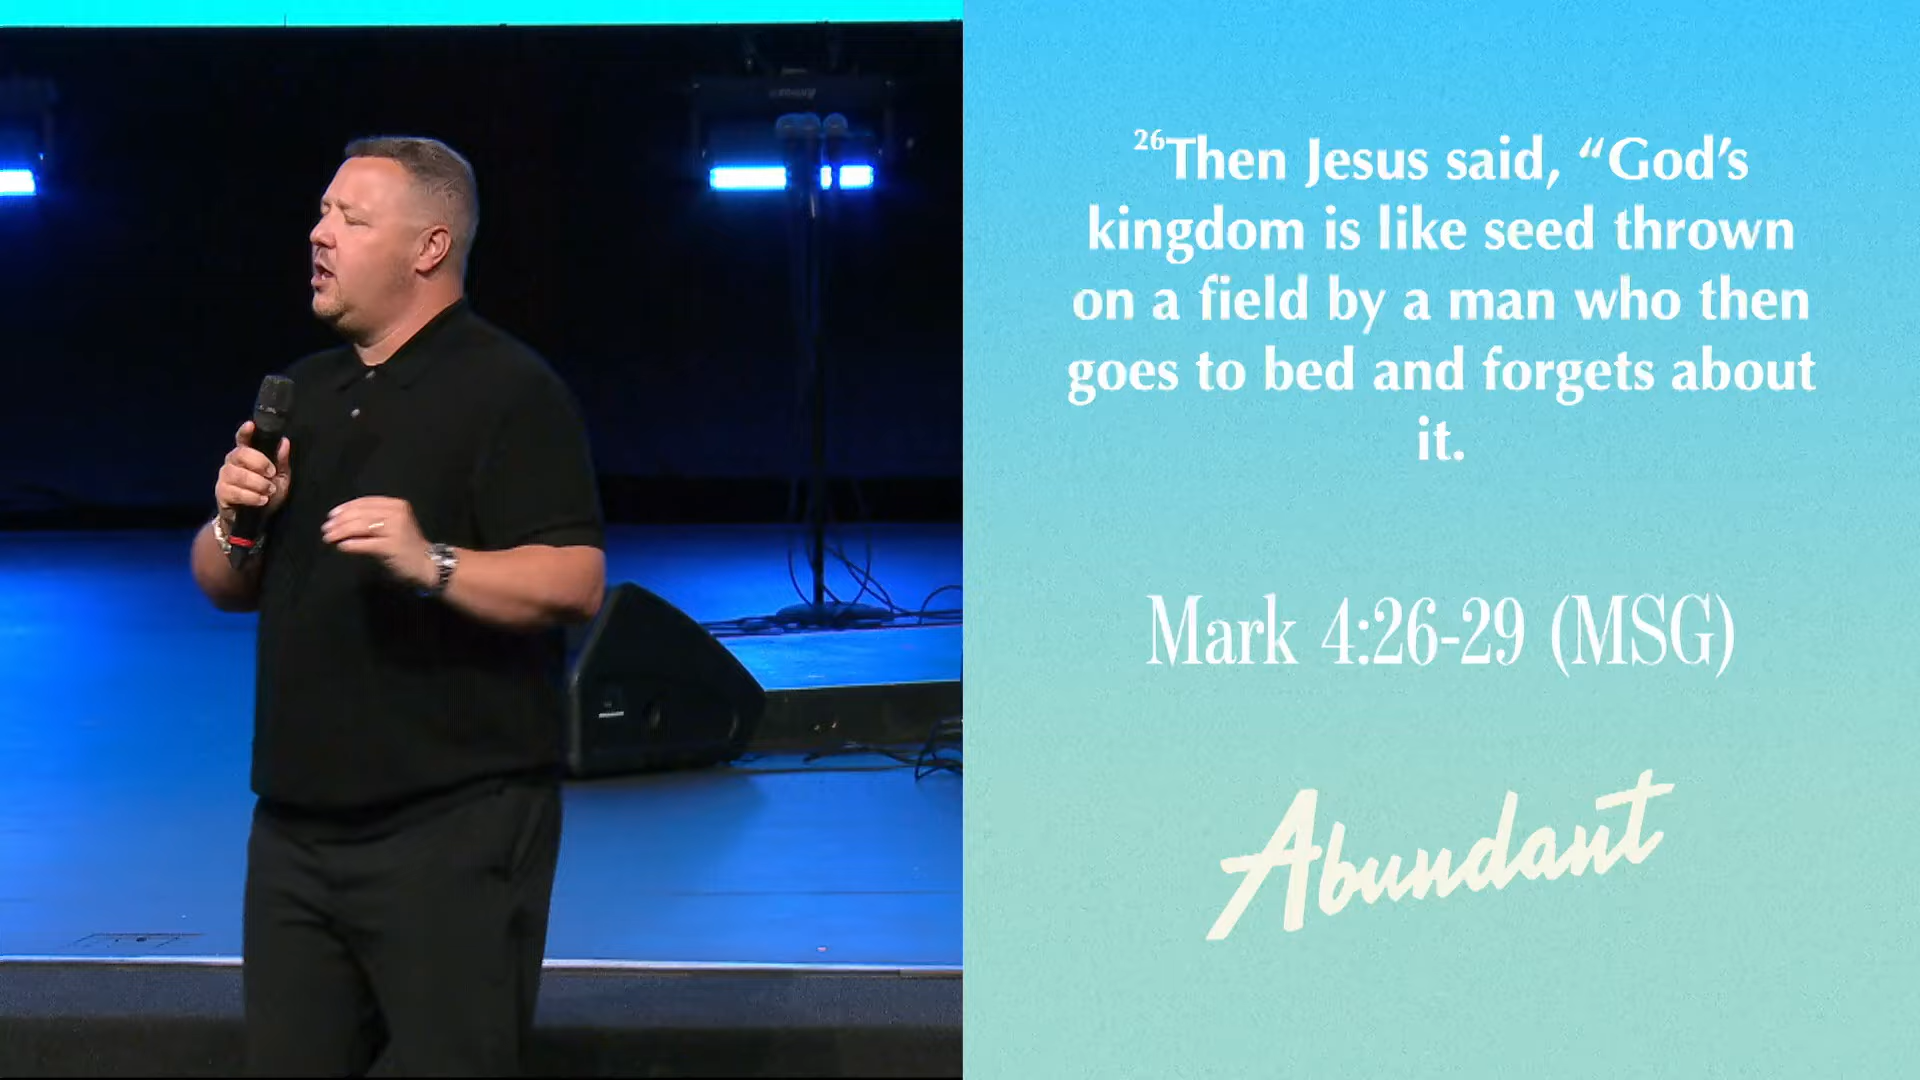 ²⁶Then Jesus said, “God’s
kingdom is like seed thrown
on a field by a man who then
goes to bed and forgets about
it.
Mark 4:26-29 (MSG)
Abundant